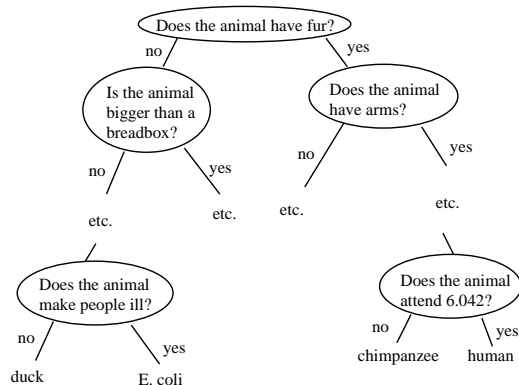 Does the animal have fur?
no
yes
Is the animal
bigger than a
breadbox?
Does the animal
have arms?
no
yes
no
yes
etc.
etc.
etc.
etc.
Does the animal
make people ill?
Does the animal
attend 6.042?
no
yes
no
yes
duck
E. coli
chimpanzee
human